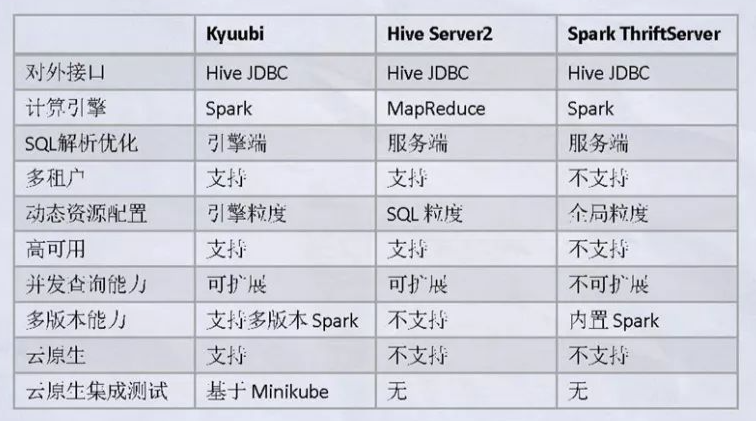 Kyuubi Hive Server2 Spark ThriftServer
对外接口 Hive JDBC Hive JDBC Hive JDBC
计算引擎 Spark MapReduce Spark
SQL解析优化 引擎端 服务端 服务端
多租户 支持 支持 不支持
动态资源配置 引擎粒度 SQL 粒度 全局粒度
高可用 支持 支持 不支持
并发查询能力 可扩展 可扩展 不可扩展
多版本能力 支持多版本 Spark 不支持 内置 Spark
云原生 支持 不支持 不支持
云原生集成测试 基于 Minikube 无 无